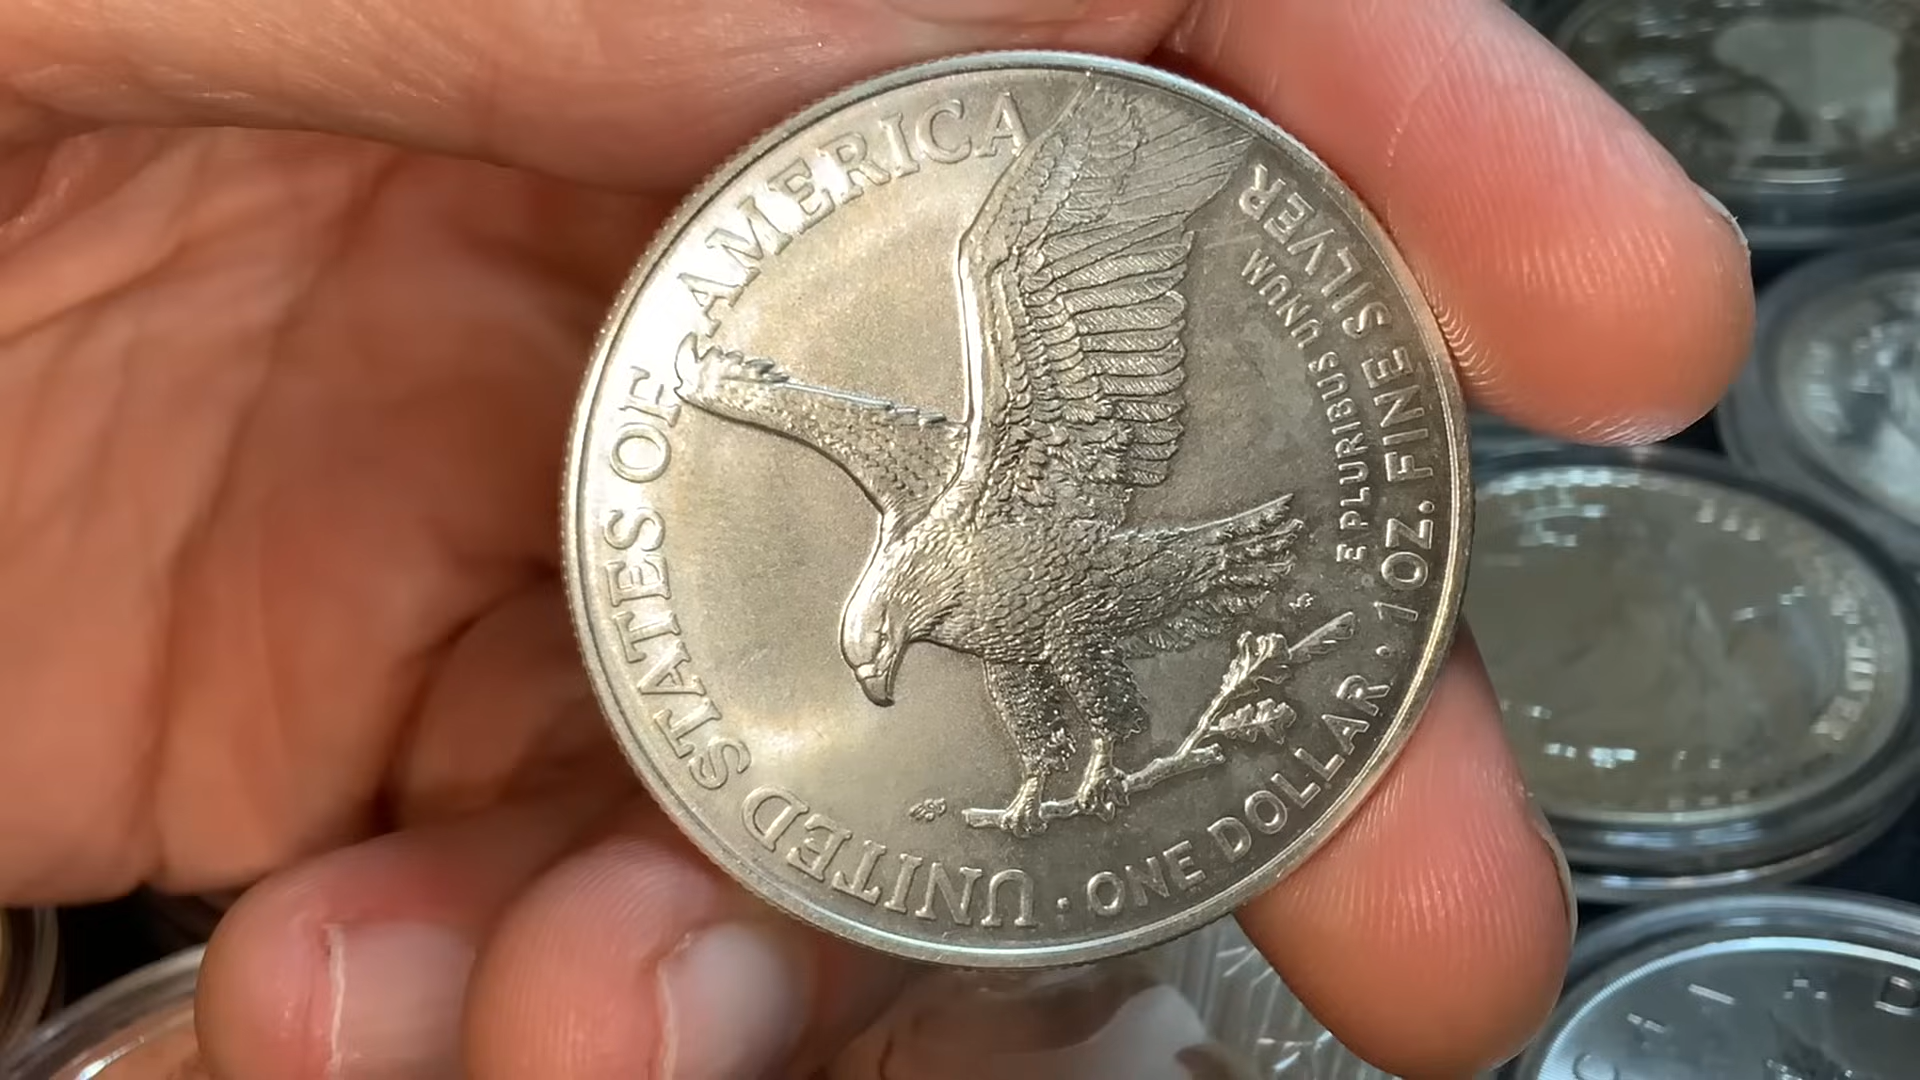 UNITED STATES OF AMERICA
E PLURIBUS UNUM
· 1 OZ. FINE SILVER
· ONE DOLLAR